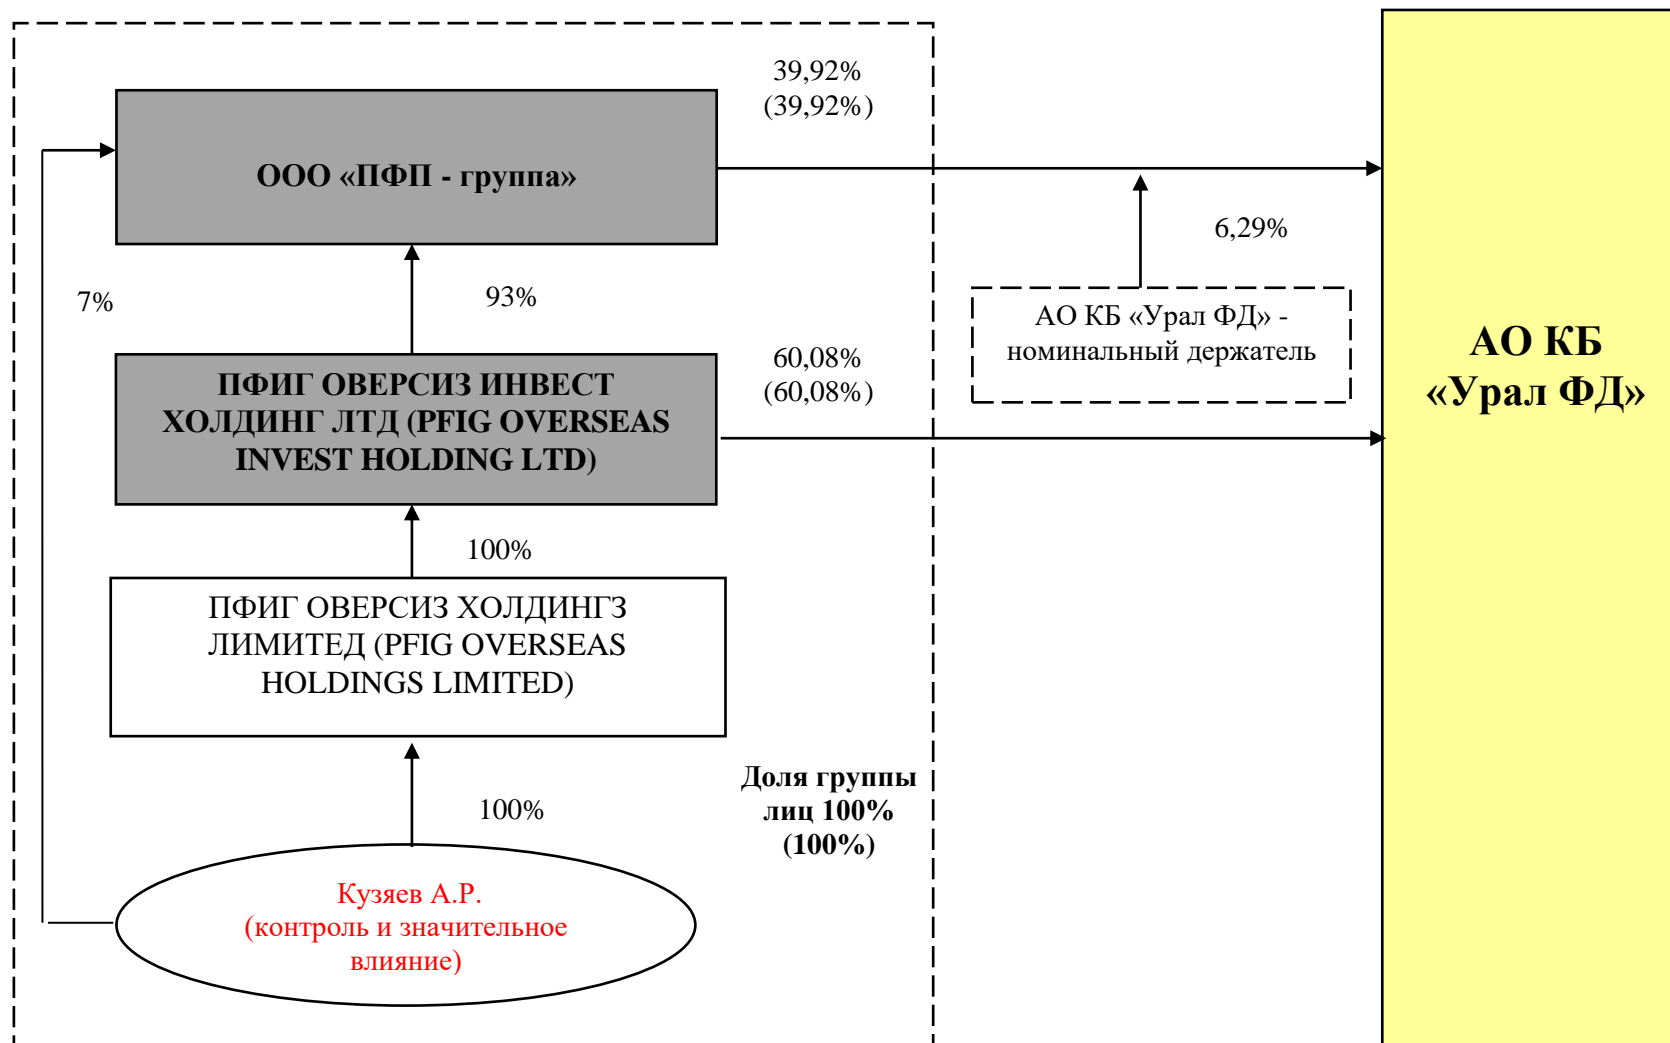 39,92%
(39,92%)
ООО «ПФП - группа»
6,29%
7%
93%
АО КБ «Урал ФД» -
номинальный держатель
АО КБ
«Урал ФД»
60,08%
(60,08%)
ПФИГ ОВЕРСИЗ ИНВЕСТ
ХОЛДИНГ ЛТД (PFIG OVERSEAS
INVEST HOLDING LTD)
100%
ПФИГ ОВЕРСИЗ ХОЛДИНГЗ
ЛИМИТЕД (PFIG OVERSEAS
HOLDINGS LIMITED)
Доля группы
лиц 100%
(100%)
100%
Кузяев А.Р.
(контроль и значительное
влияние)